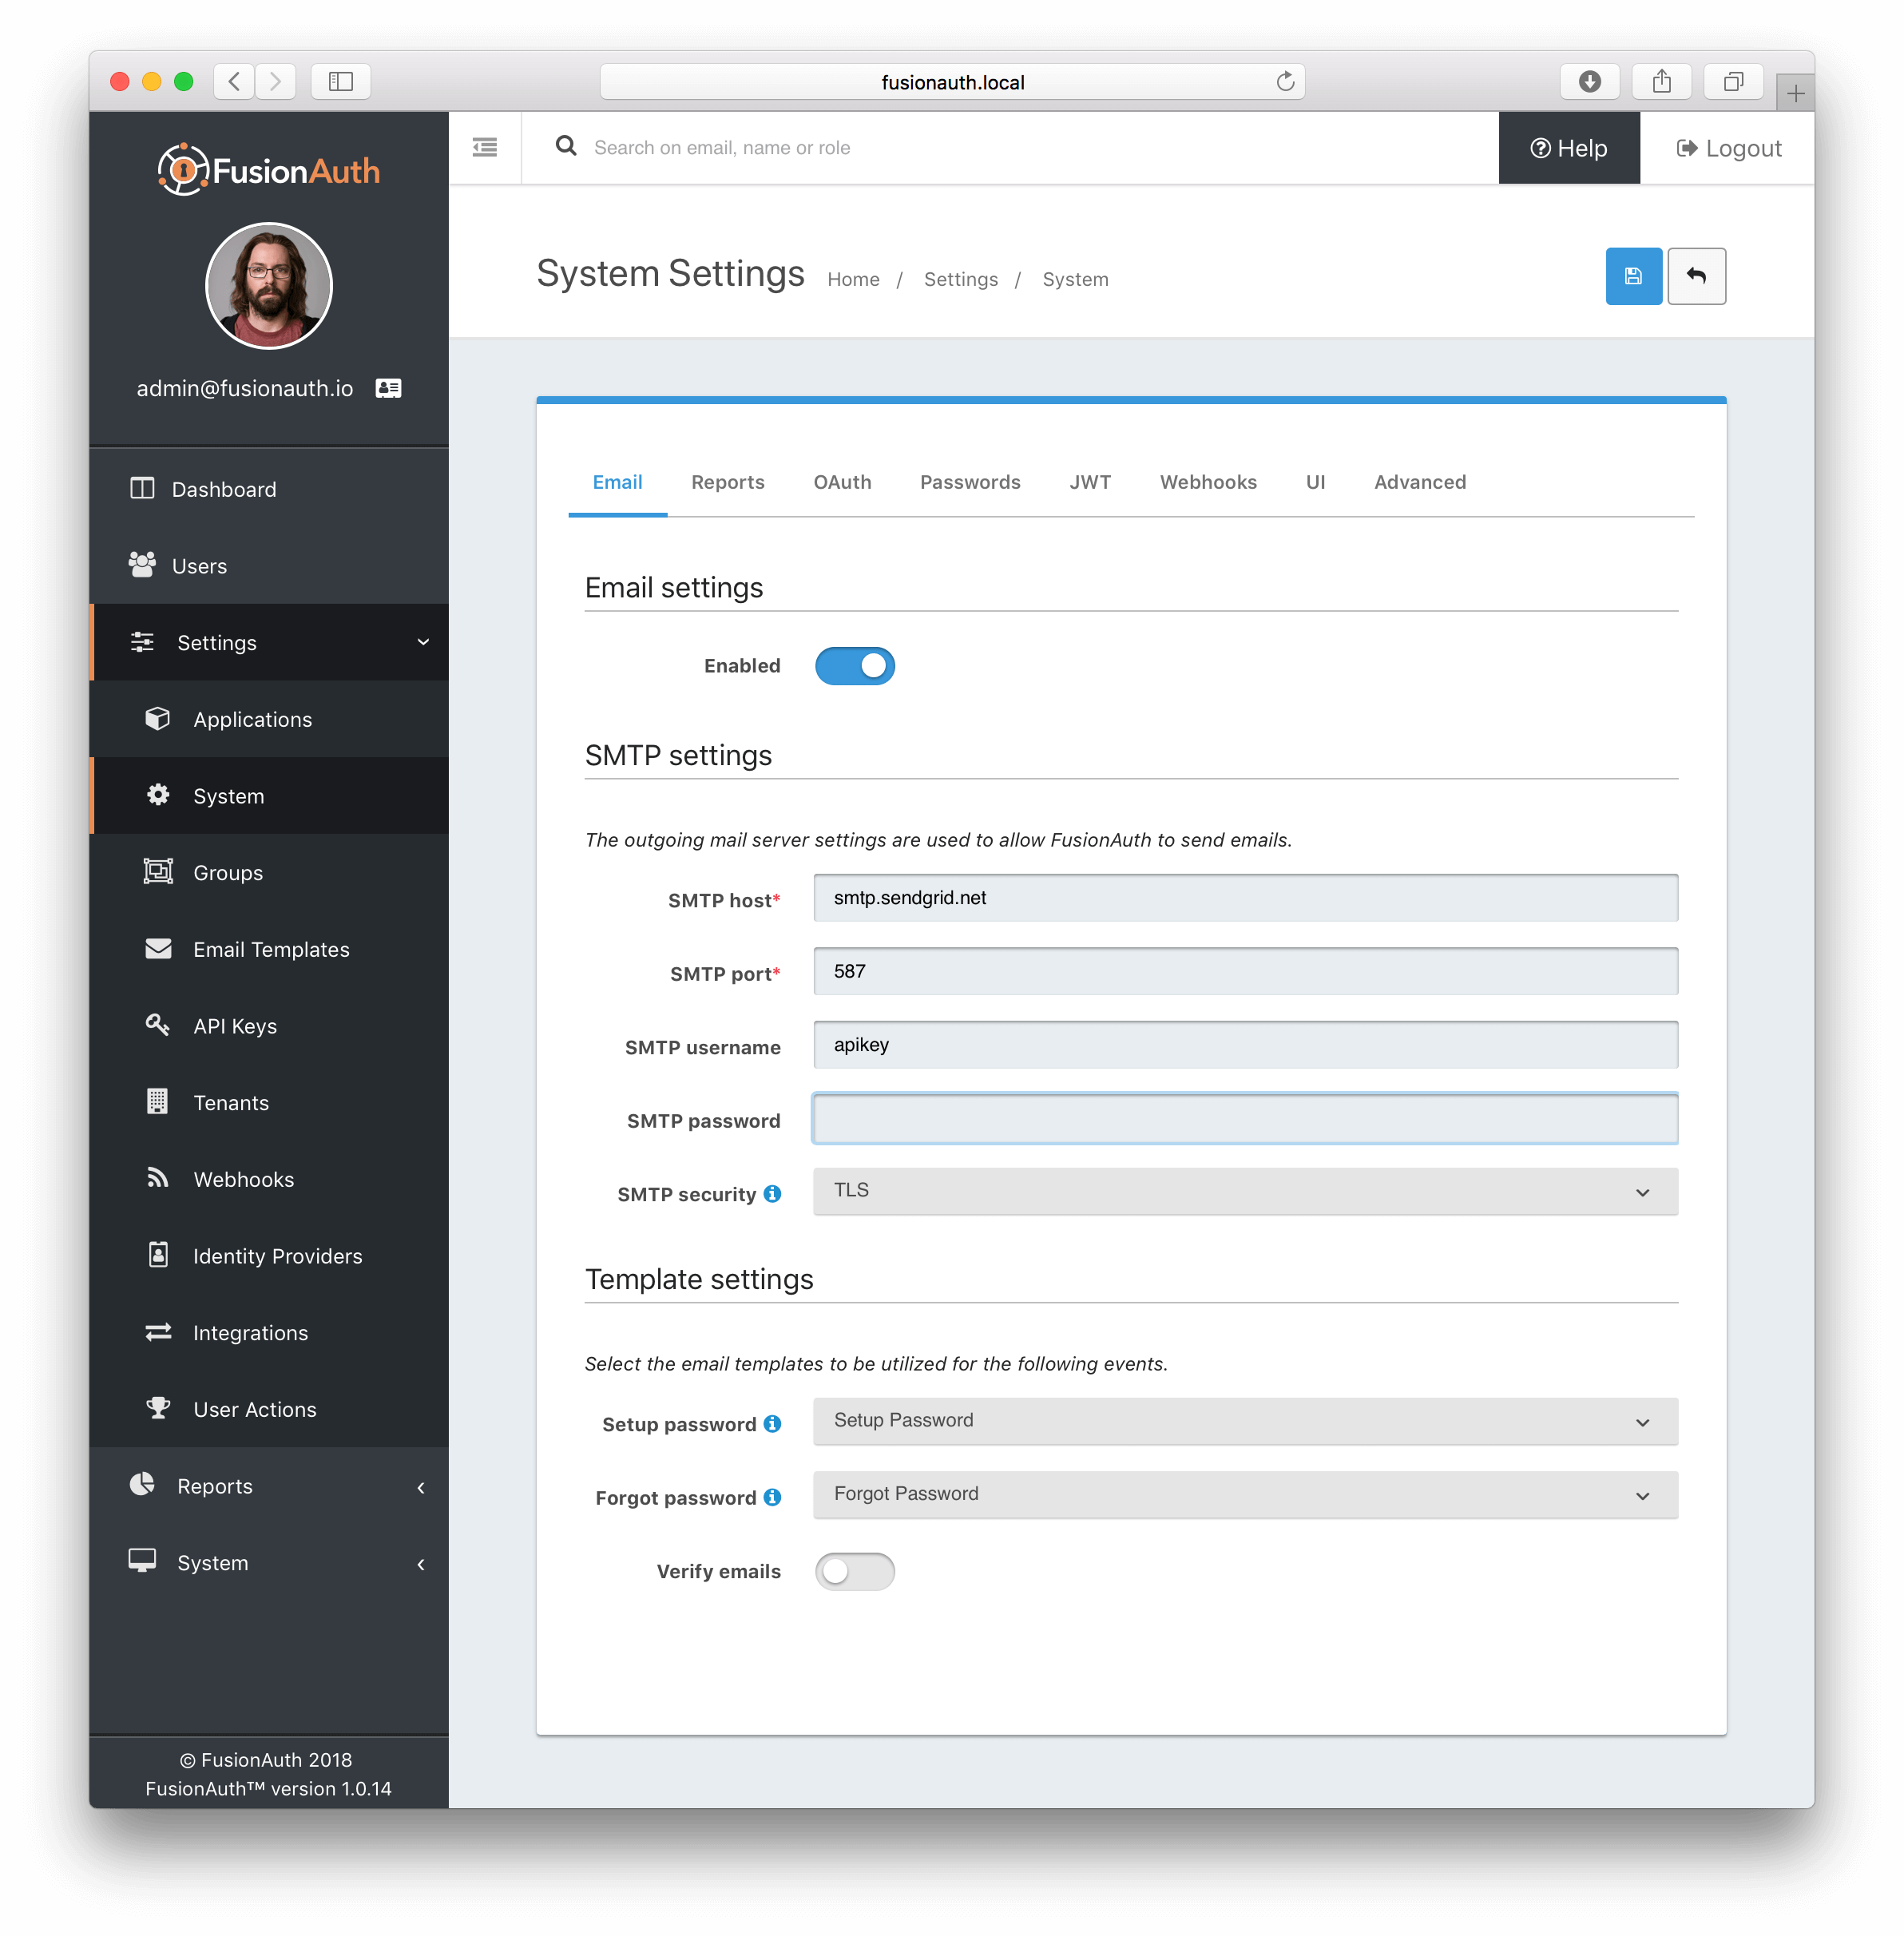 fusionauth.local
FusionAuth
Search on email, name or role
Help
Logout
admin@fusionauth.io
System Settings
Home / Settings / System
Dashboard
Users
Settings
Applications
System
Groups
Email Templates
API Keys
Tenants
Webhooks
Identity Providers
Integrations
User Actions
Reports
System
© FusionAuth 2018
FusionAuth™ version 1.0.14
Email Reports OAuth Passwords JWT Webhooks UI Advanced
Email settings
Enabled
SMTP settings
The outgoing mail server settings are used to allow FusionAuth to send emails.
SMTP host* smtp.sendgrid.net
SMTP port* 587
SMTP username apikey
SMTP password
SMTP security TLS
Template settings
Select the email templates to be utilized for the following events.
Setup password Setup Password
Forgot password Forgot Password
Verify emails